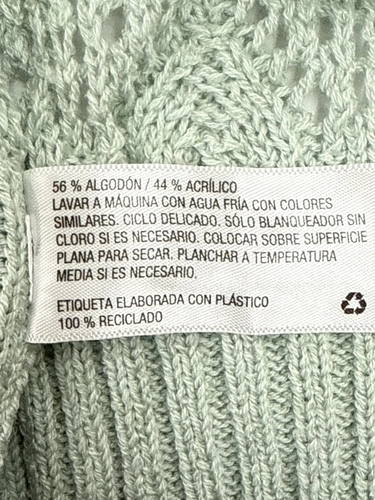 56 % ALGODÓN / 44 % ACRÍLICO
LAVAR A MÁQUINA CON AGUA FRÍA CON COLORES
SIMILARES. CICLO DELICADO. SÓLO BLANQUEADOR SIN
CLORO SI ES NECESARIO. COLOCAR SOBRE SUPERFICIE
PLANA PARA SECAR. PLANCHAR A TEMPERATURA
MEDIA SI ES NECESARIO.
ETIQUETA ELABORADA CON PLÁSTICO
100 % RECICLADO